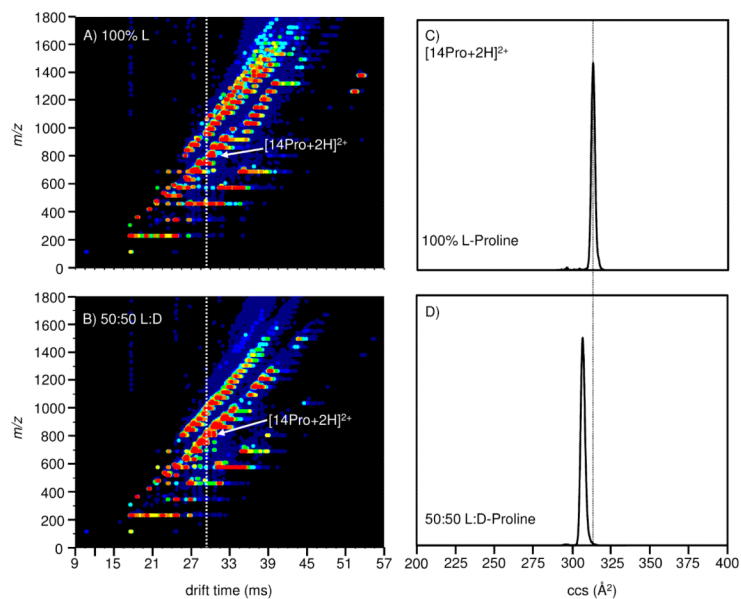 1800
1600
1400
1200
1000
800
600
400
200
0
m/z
A) 100% L
[14Pro+2H]²⁺
1800
1600
1400
1200
1000
800
600
400
200
0
m/z
B) 50:50 L:D
[14Pro+2H]²⁺
9 15 21 27 33 39 45 51 57
drift time (ms)
C)
[14Pro+2H]²⁺
100% L-Proline
D)
50:50 L:D-Proline
200 225 250 275 300 325 350 375 400
ccs (Å²)